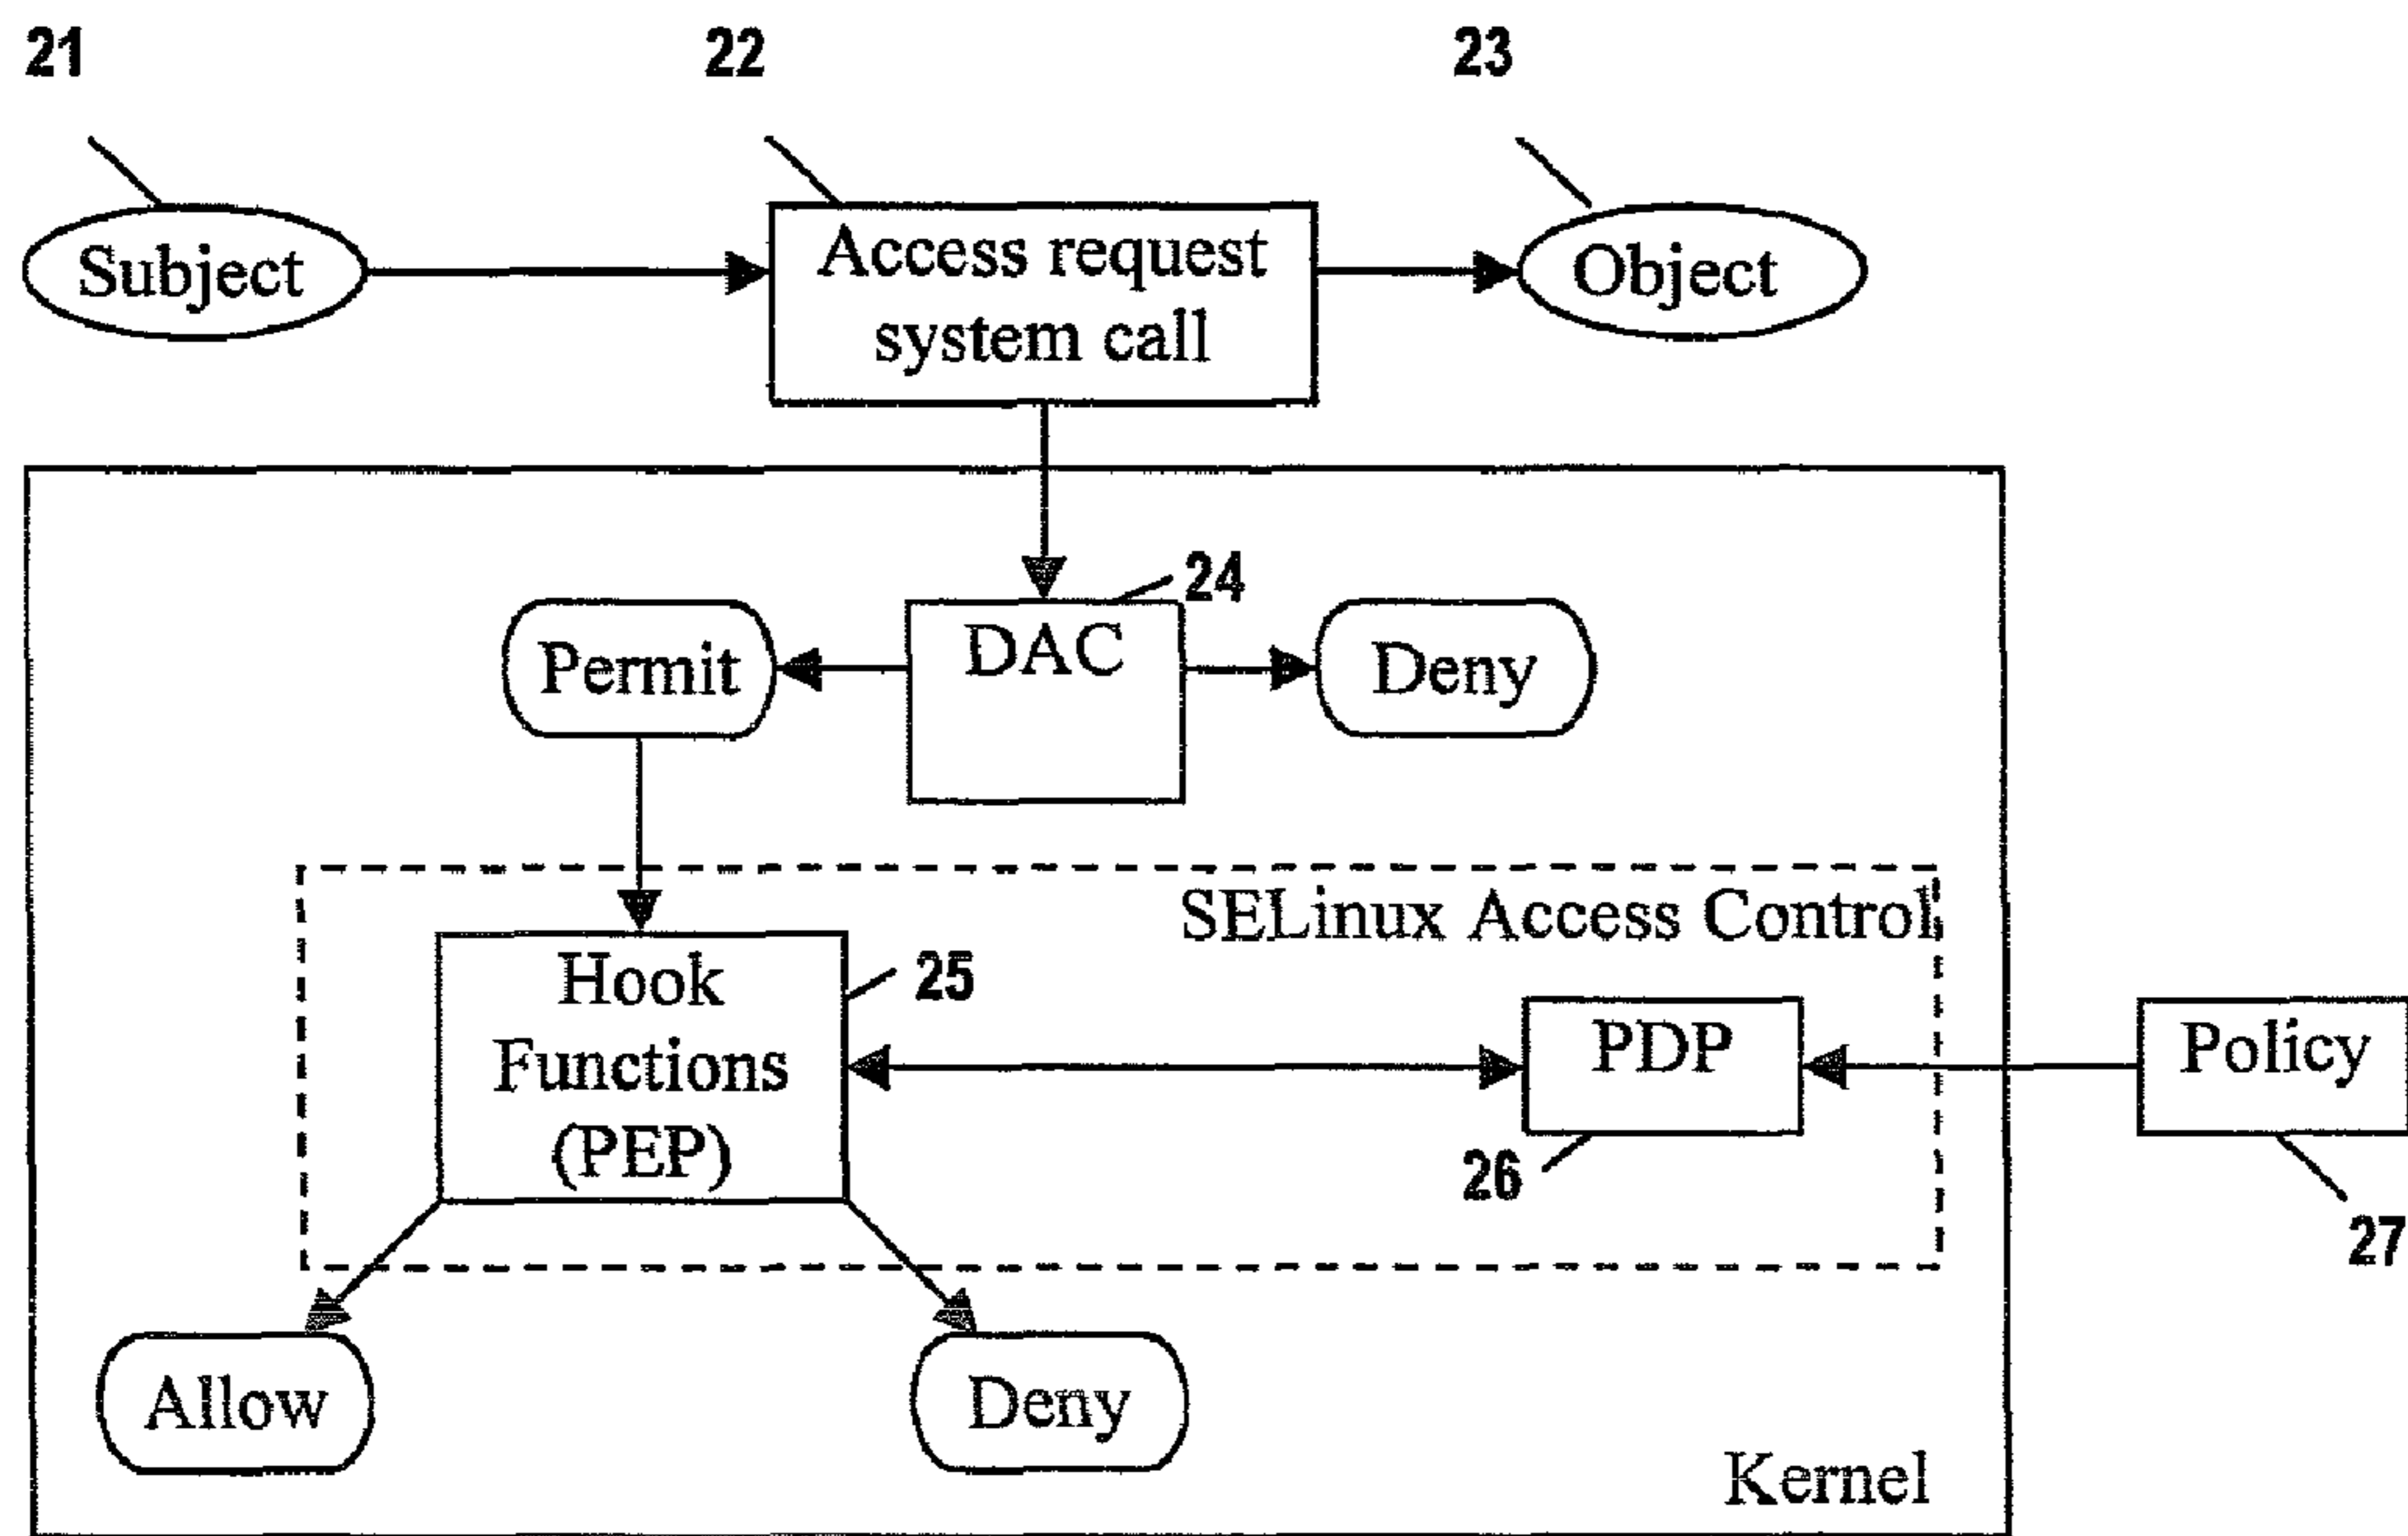 21
22
23
Subject
Access request
system call
Object
24
Permit
DAC
Deny
SELinux Access Control
Hook
Functions
(PEP)
25
PDP
Policy
26
27
Allow
Deny
Kernel